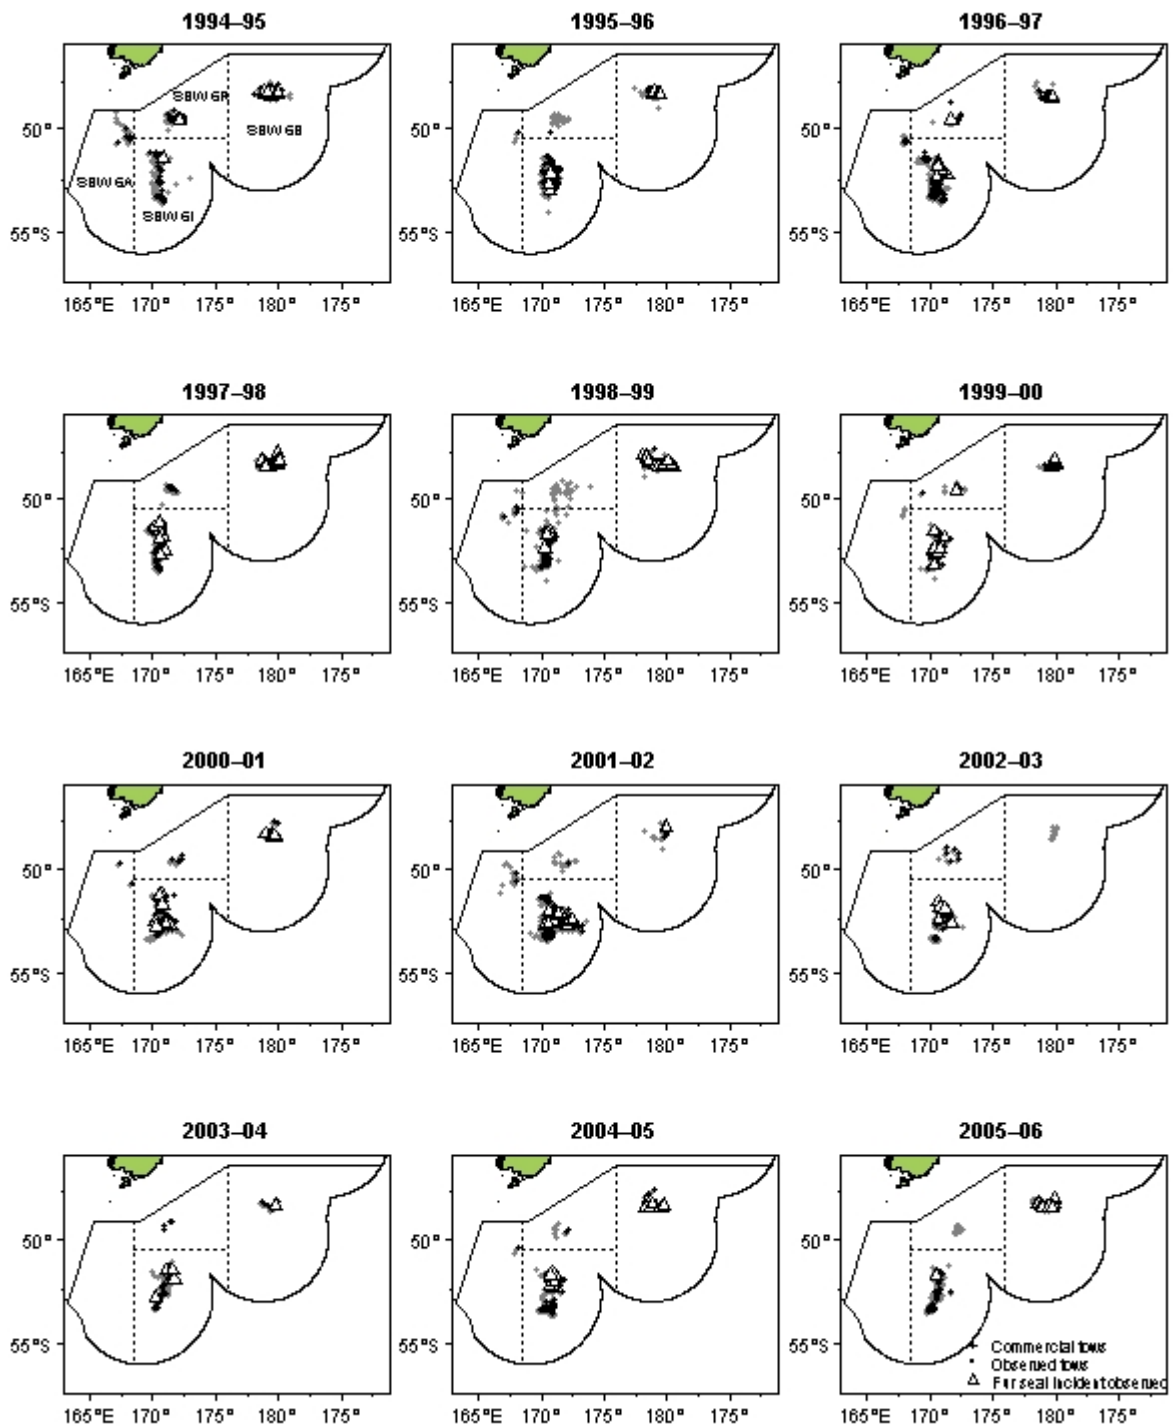 1994–95 1995–96 1996–97
SBW 6R
50° 50° 50°
SBW 6B
SBW 6A
SBW 6I
55°S 55°S 55°S
165°E 170° 175° 180° 175° 165°E 170° 175° 180° 175° 165°E 170° 175° 180° 175°
1997–98 1998–99 1999–00
50° 50° 50°
55°S 55°S 55°S
165°E 170° 175° 180° 175° 165°E 170° 175° 180° 175° 165°E 170° 175° 180° 175°
2000–01 2001–02 2002–03
50° 50° 50°
55°S 55°S 55°S
165°E 170° 175° 180° 175° 165°E 170° 175° 180° 175° 165°E 170° 175° 180° 175°
2003–04 2004–05 2005–06
50° 50° 50°
55°S 55°S 55°S
Commercial tows
Observed tows
Fur seal incident observed
165°E 170° 175° 180° 175° 165°E 170° 175° 180° 175° 165°E 170° 175° 180° 175°